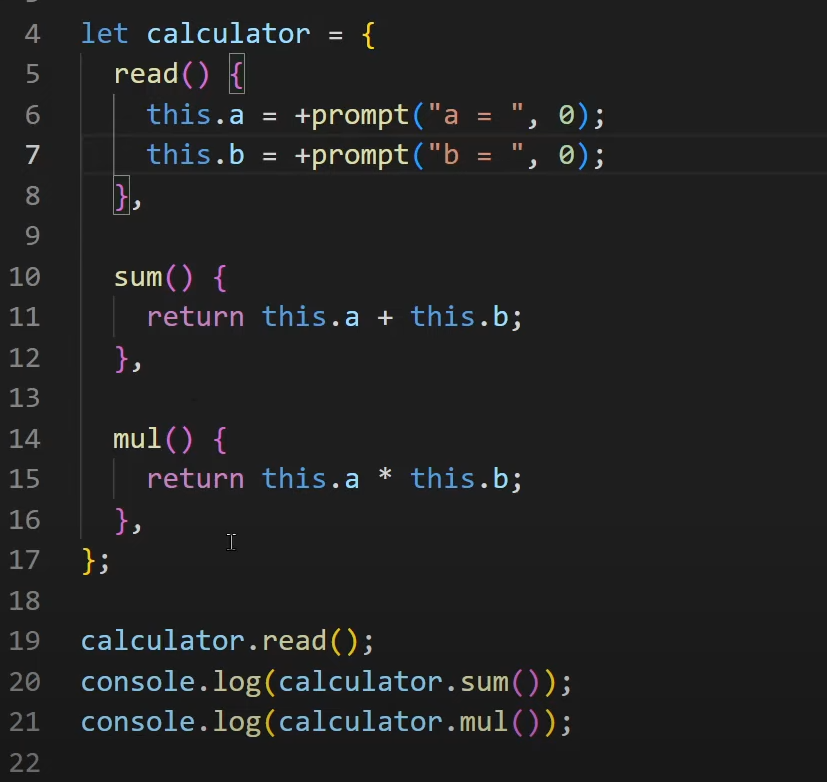 4 let calculator = {
5 read() {
6 this.a = +prompt("a = ", 0);
7 this.b = +prompt("b = ", 0);
8 },
9
10 sum() {
11 return this.a + this.b;
12 },
13
14 mul() {
15 return this.a * this.b;
16 },
17 };
18
19 calculator.read();
20 console.log(calculator.sum());
21 console.log(calculator.mul());
22